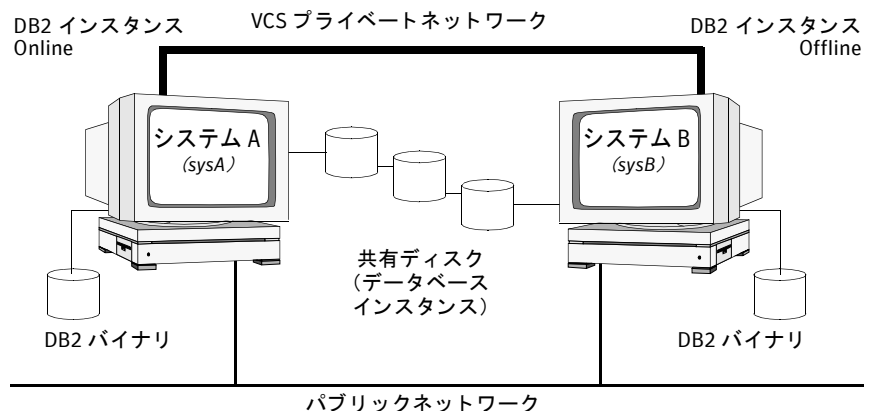 DB2 インスタンス
Online
VCS プライベートネットワーク
DB2 インスタンス
Offline
システム A
(sysA)
システム B
(sysB)
共有ディスク
(データベース
インスタンス)
DB2 バイナリ
DB2 バイナリ
パブリックネットワーク